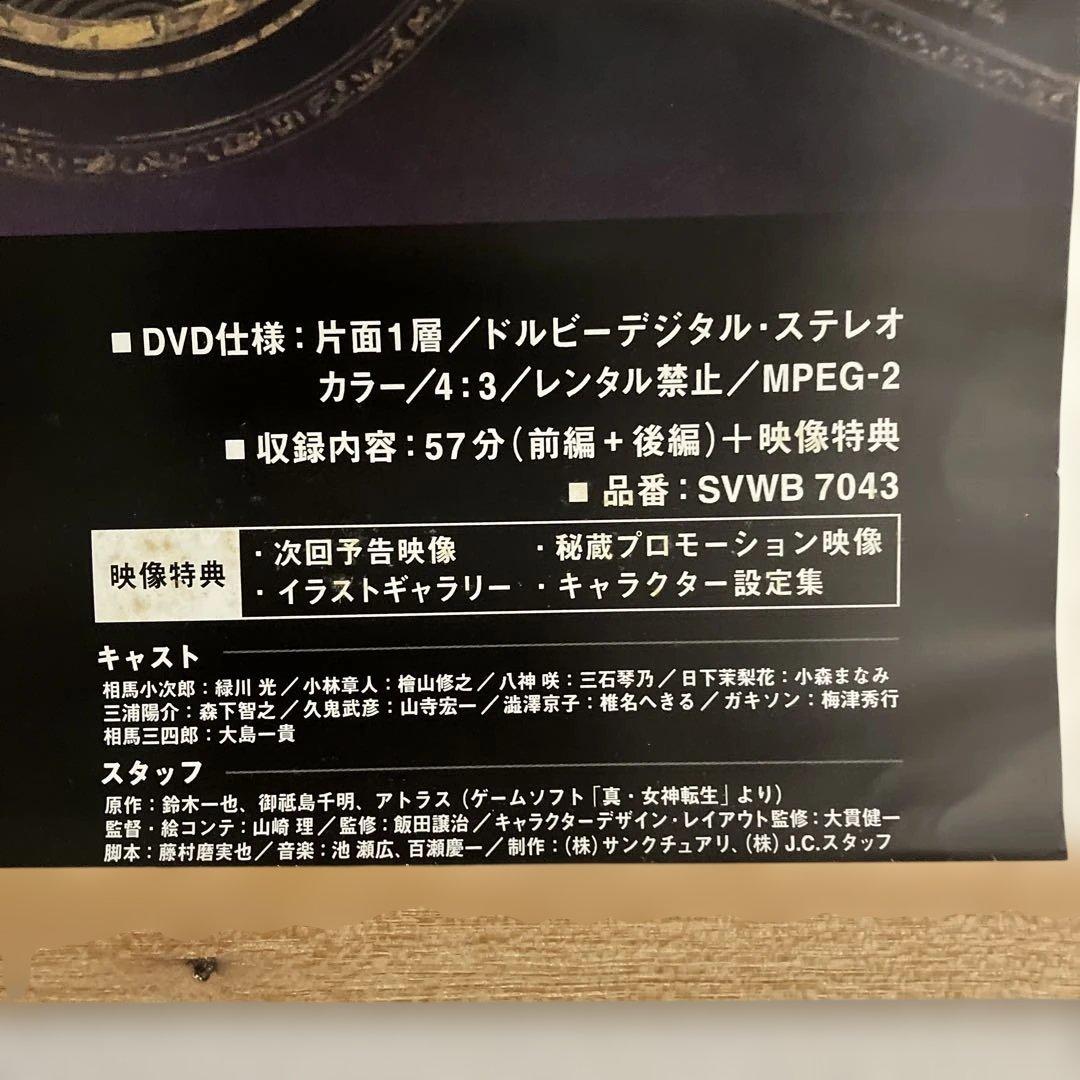 ■ DVD仕様：片面1層／ドルビーデジタル・ステレオ
カラー／4：3／レンタル禁止／MPEG-2
■ 収録内容：57分（前編＋後編）＋映像特典
■ 品番：SVWB 7043
映像特典
・次回予告映像 ・秘蔵プロモーション映像
・イラストギャラリー ・キャラクター設定集
キャスト
相馬小次郎：緑川 光／小林章人：檜山修之／八神 咲：三石琴乃／日下茉梨花：小森まなみ
三浦陽介：森下智之／久鬼武彦：山寺宏一／澁澤京子：椎名へきる／ガキソン：梅津秀行
相馬三四郎：大島一貴
スタッフ
原作：鈴木一也、御祗島千明、アトラス（ゲームソフト「真・女神転生」より）
監督・絵コンテ：山崎 理／監修：飯田譲治／キャラクターデザイン・レイアウト監修：大貫健一
脚本：藤村磨実也／音楽：池 瀬広、百瀬慶一／制作：（株）サンクチュアリ、（株）J.C.スタッフ